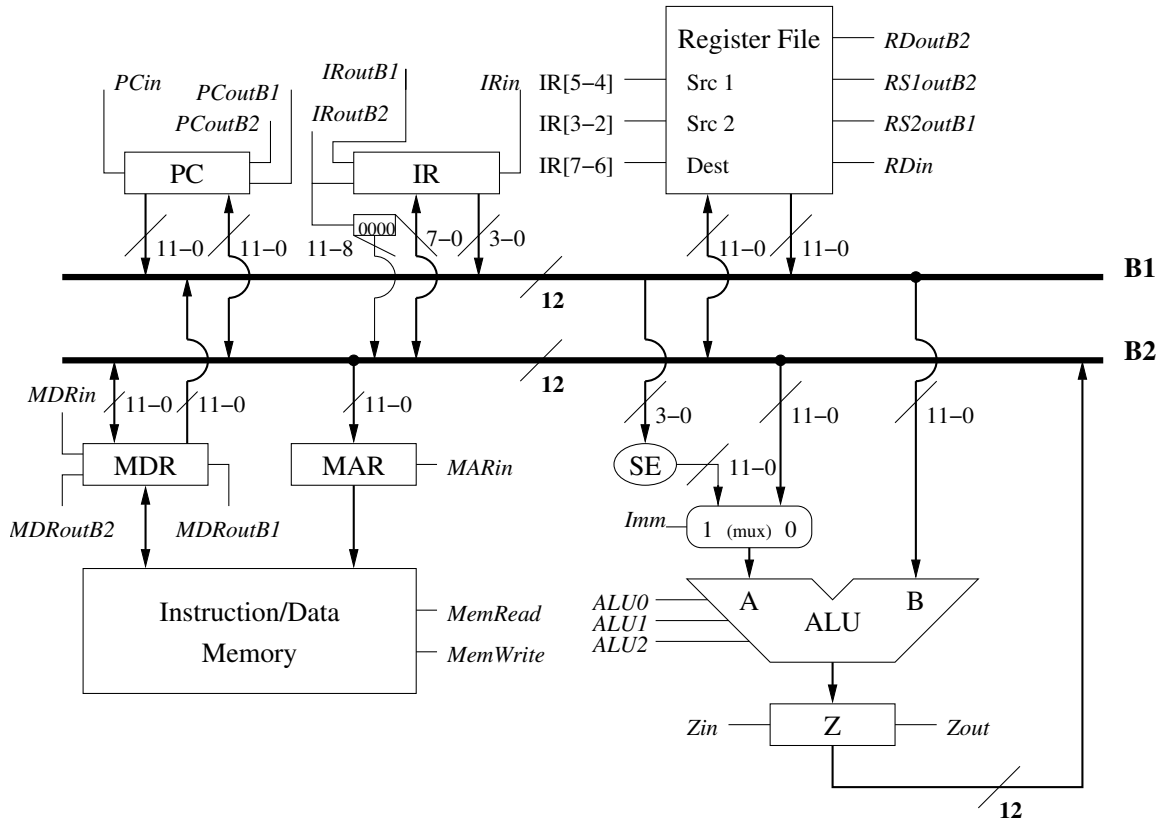 Register File
RDoutB2
IR[5−4]
Src 1
RS1outB2
IR[3−2]
Src 2
RS2outB1
IR[7−6]
Dest
RDin
PCin
PCoutB1
PCoutB2
IRoutB1
IRoutB2
IRin
PC
IR
0000
11−0
11−0
11−8
7−0
3−0
11−0
11−0
B1
12
B2
12
MDRin
11−0
11−0
11−0
3−0
11−0
11−0
MDR
MAR
MARin
SE
11−0
MDRoutB2
MDRoutB1
Imm
1 (mux) 0
Instruction/Data
Memory
MemRead
MemWrite
ALU0
ALU1
ALU2
A
B
ALU
Zin
Z
Zout
12